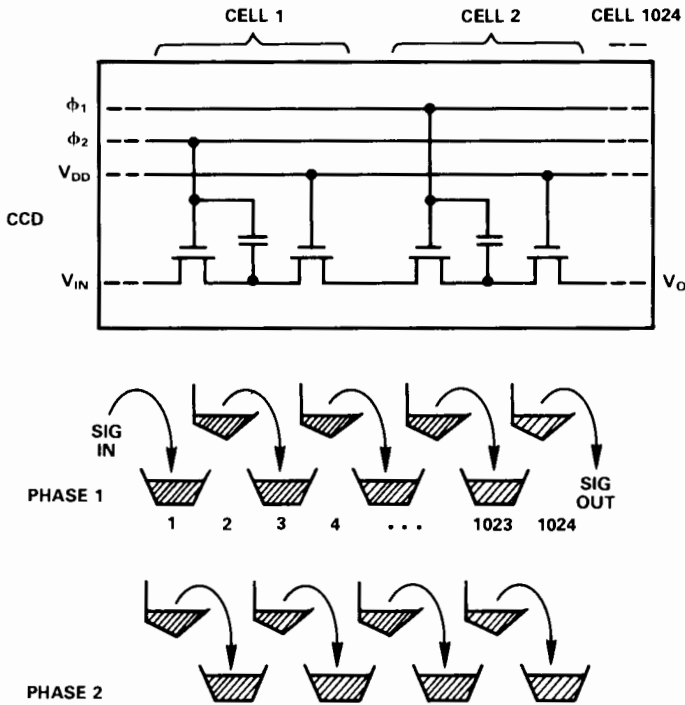 CELL 1 CELL 2 CELL 1024
ϕ1
ϕ2
VDD
CCD
VIN VO
SIG IN
PHASE 1
SIG OUT
1 2 3 4 . . . 1023 1024
PHASE 2